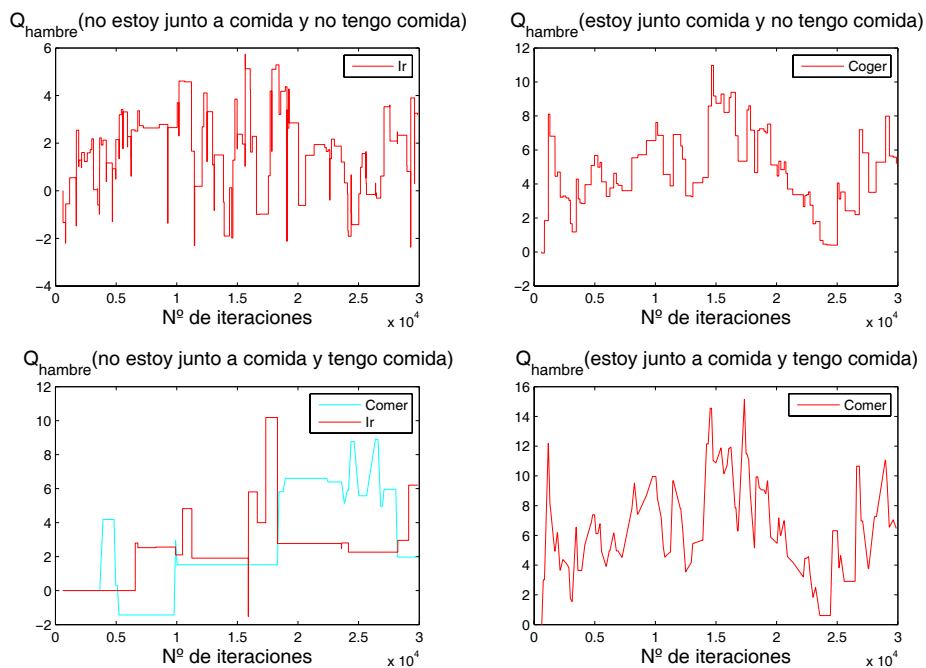 Q_hambre(no estoy junto a comida y no tengo comida)
6
4
2
0
−2
−4
Ir
0 0.5 1 1.5 2 2.5 3
x 10^4
Nº de iteraciones
Q_hambre(estoy junto comida y no tengo comida)
12
10
8
6
4
2
0
−2
Coger
0 0.5 1 1.5 2 2.5 3
x 10^4
Nº de iteraciones
Q_hambre(no estoy junto a comida y tengo comida)
12
10
8
6
4
2
0
−2
Comer
Ir
0 0.5 1 1.5 2 2.5 3
x 10^4
Nº de iteraciones
Q_hambre(estoy junto a comida y tengo comida)
16
14
12
10
8
6
4
2
0
Comer
0 0.5 1 1.5 2 2.5 3
x 10^4
Nº de iteraciones